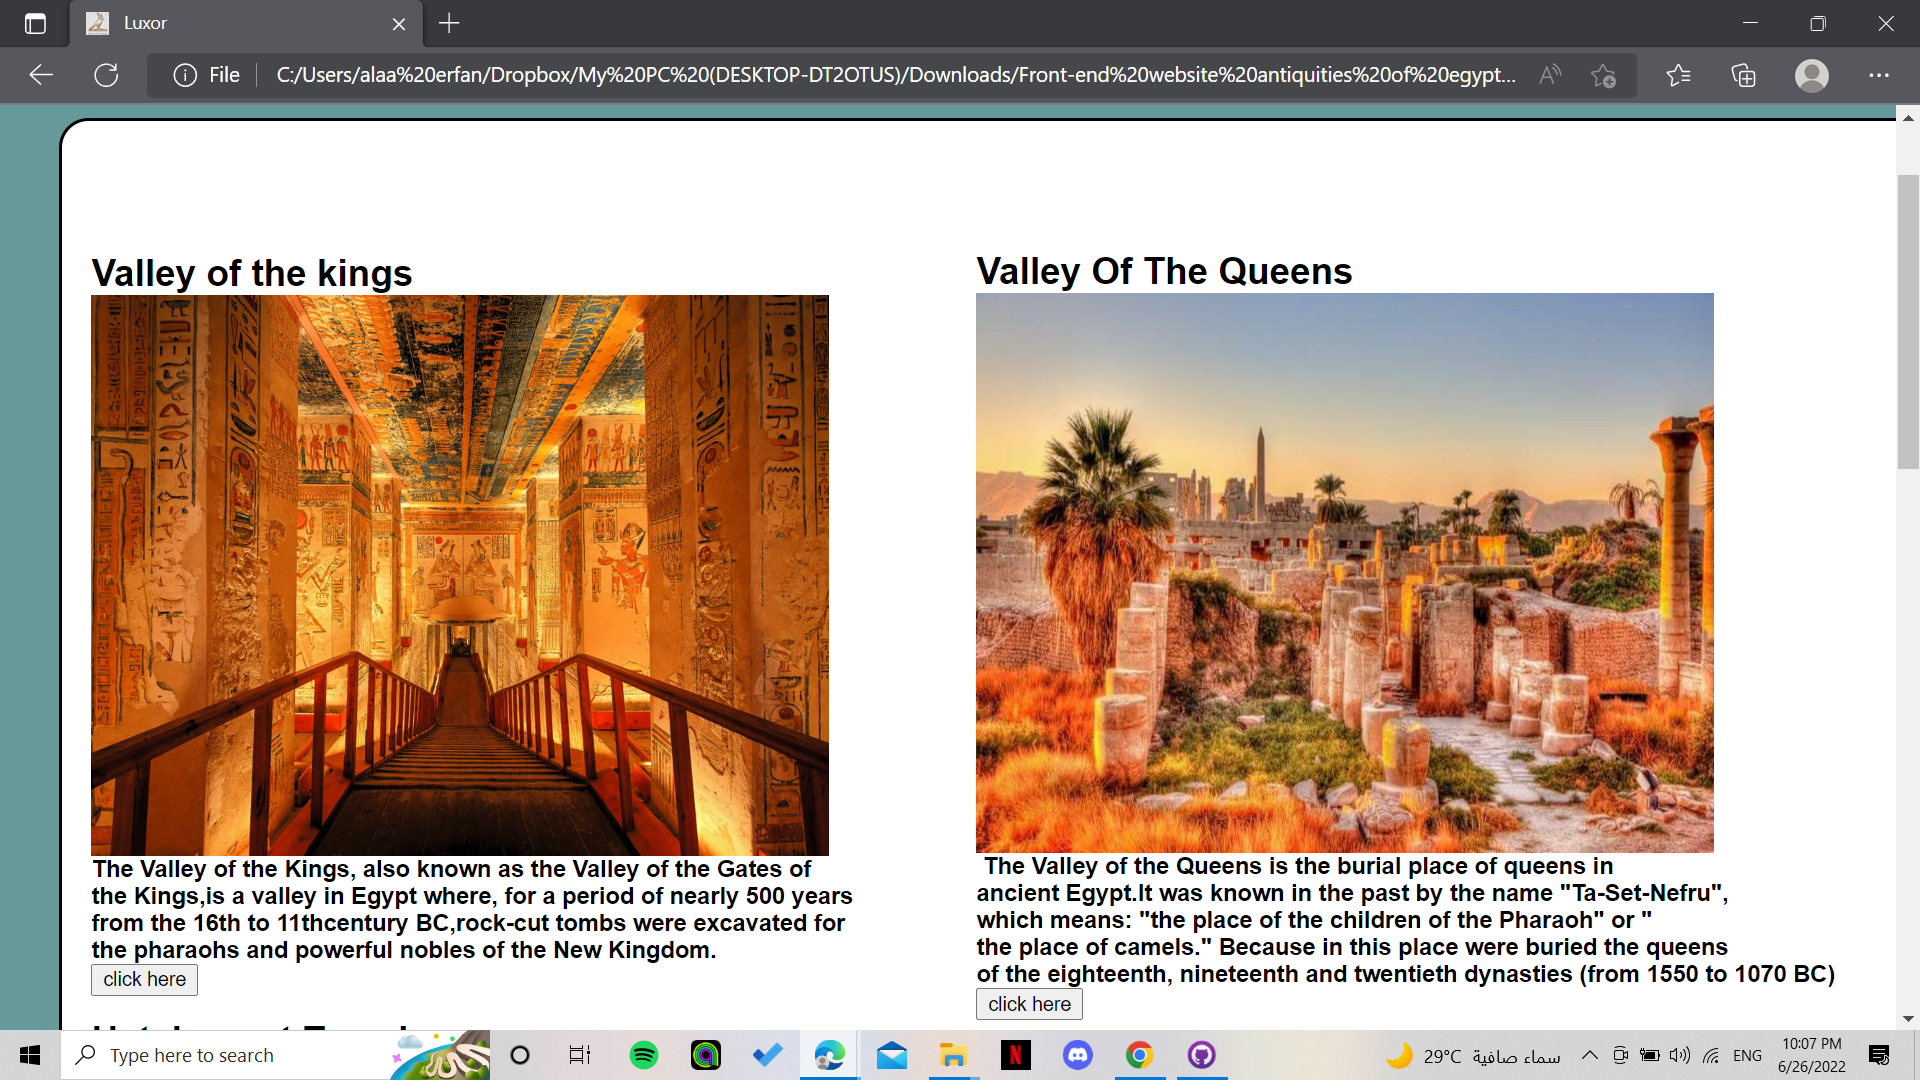 Luxor
File
C:/Users/alaa%20erfan/Dropbox/My%20PC%20(DESKTOP-DT2OTUS)/Downloads/Front-end%20website%20antiquities%20of%20egypt...
Valley of the kings
The Valley of the Kings, also known as the Valley of the Gates of
the Kings,is a valley in Egypt where, for a period of nearly 500 years
from the 16th to 11thcentury BC,rock-cut tombs were excavated for
the pharaohs and powerful nobles of the New Kingdom.
click here
Valley Of The Queens
The Valley of the Queens is the burial place of queens in
ancient Egypt.It was known in the past by the name "Ta-Set-Nefru",
which means: "the place of the children of the Pharaoh" or "
the place of camels." Because in this place were buried the queens
of the eighteenth, nineteenth and twentieth dynasties (from 1550 to 1070 BC)
click here
Type here to search
29°C سماء صافية
ENG
10:07 PM
6/26/2022